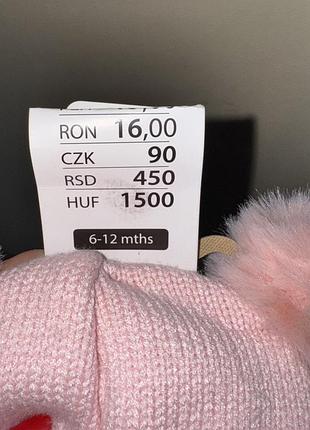 RON 16,00
CZK 90
RSD 450
HUF 1500
6-12 mths